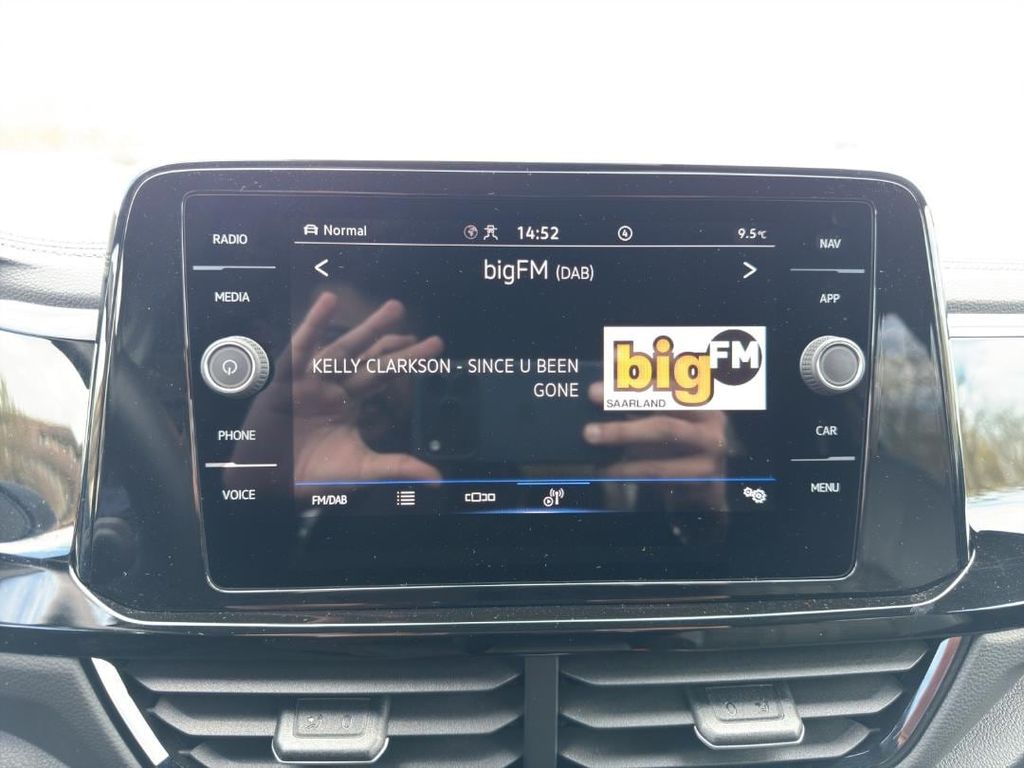 RADIO
MEDIA
PHONE
VOICE
Normal
14:52
4
9.5°C
< bigFM (DAB) >
KELLY CLARKSON - SINCE U BEEN
GONE
bigFM
SAARLAND
FM/DAB
NAV
APP
CAR
MENU